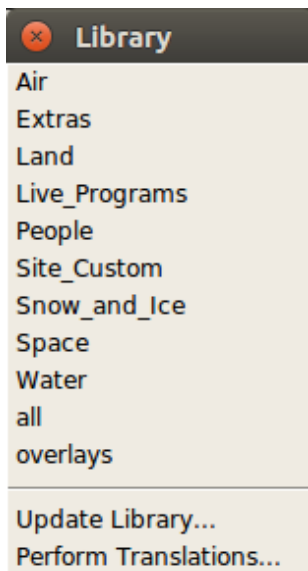 Library
Air
Extras
Land
Live_Programs
People
Site_Custom
Snow_and_Ice
Space
Water
all
overlays
Update Library...
Perform Translations...